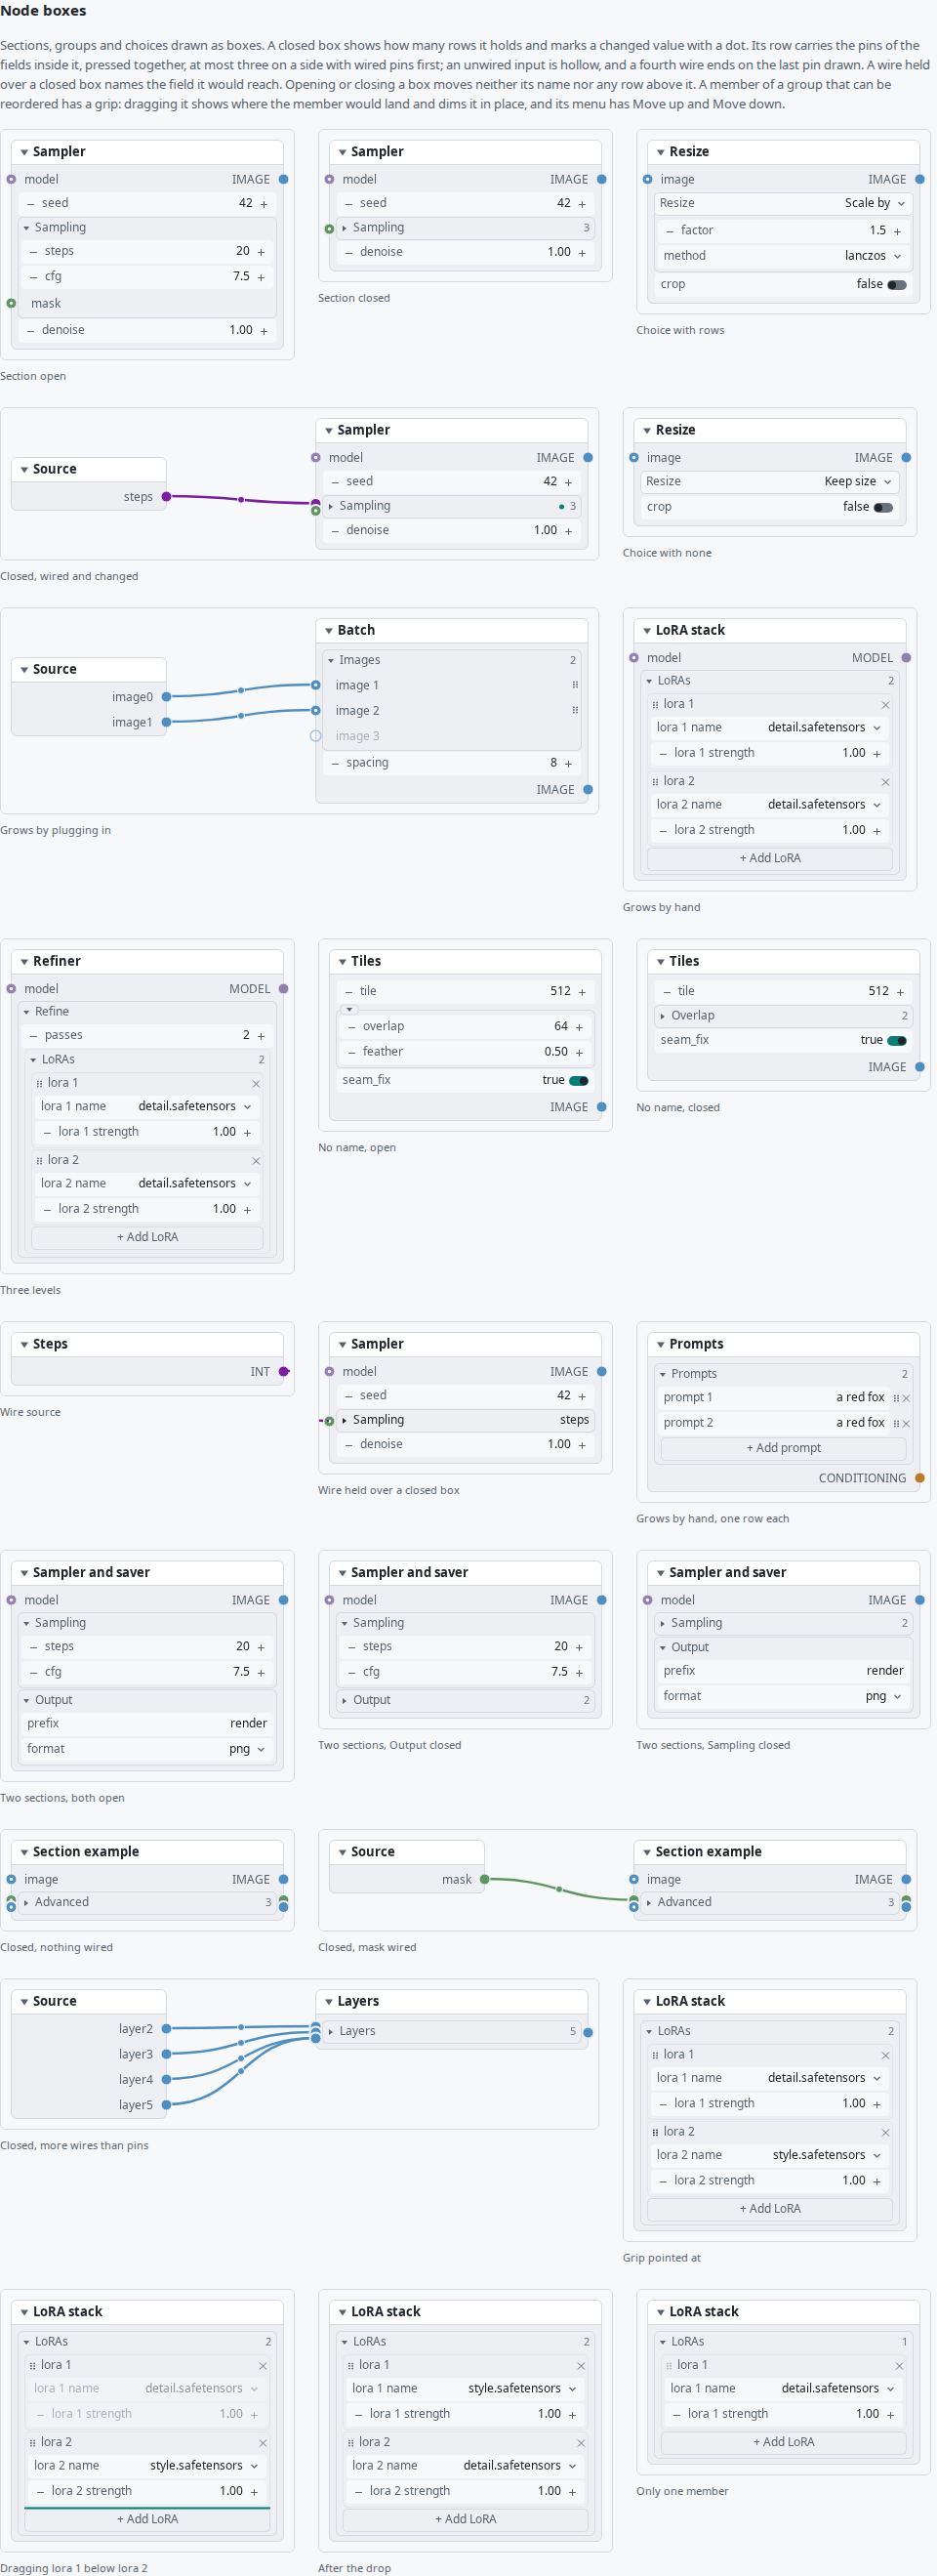 Node boxes
Sections, groups and choices drawn as boxes. A closed box shows how many rows it holds and marks a changed value with a dot. Its row carries the pins of the
fields inside it, pressed together, at most three on a side with wired pins first; an unwired input is hollow, and a fourth wire ends on the last pin drawn. A wire held
over a closed box names the field it would reach. Opening or closing a box moves neither its name nor any row above it. A member of a group that can be
reordered has a grip: dragging it shows where the member would land and dims it in place, and its menu has Move up and Move down.
Sampler
model IMAGE
− seed 42 +
Sampling
− steps 20 +
− cfg 7.5 +
mask
− denoise 1.00 +
Section open
Sampler
model IMAGE
− seed 42 +
Sampling 3
− denoise 1.00 +
Section closed
Resize
image IMAGE
Resize Scale by
− factor 1.5 +
method lanczos
crop false
Choice with rows
Source
steps
Sampler
model IMAGE
− seed 42 +
Sampling 3
− denoise 1.00 +
Closed, wired and changed
Resize
image IMAGE
Resize Keep size
crop false
Choice with none
Source
image0
image1
Batch
Images 2
image 1
image 2
image 3
− spacing 8 +
IMAGE
Grows by plugging in
LoRA stack
model MODEL
LoRAs 2
lora 1 ×
lora 1 name detail.safetensors
− lora 1 strength 1.00 +
lora 2 ×
lora 2 name detail.safetensors
− lora 2 strength 1.00 +
+ Add LoRA
Grows by hand
Refiner
model MODEL
Refine
− passes 2 +
LoRAs 2
lora 1 ×
lora 1 name detail.safetensors
− lora 1 strength 1.00 +
lora 2 ×
lora 2 name detail.safetensors
− lora 2 strength 1.00 +
+ Add LoRA
Three levels
Tiles
− tile 512 +
− overlap 64 +
− feather 0.50 +
seam_fix true
IMAGE
No name, open
Tiles
− tile 512 +
Overlap 2
seam_fix true
IMAGE
No name, closed
Steps
INT
Wire source
Sampler
model IMAGE
− seed 42 +
Sampling steps
− denoise 1.00 +
Wire held over a closed box
Prompts
Prompts 2
prompt 1 a red fox ×
prompt 2 a red fox ×
+ Add prompt
CONDITIONING
Grows by hand, one row each
Sampler and saver
model IMAGE
Sampling
− steps 20 +
− cfg 7.5 +
Output
prefix render
format png
Two sections, both open
Sampler and saver
model IMAGE
Sampling
− steps 20 +
− cfg 7.5 +
Output 2
Two sections, Output closed
Sampler and saver
model IMAGE
Sampling 2
Output
prefix render
format png
Two sections, Sampling closed
Section example
image IMAGE
Advanced 3
Closed, nothing wired
Source
mask
Section example
image IMAGE
Advanced 3
Closed, mask wired
Source
layer2
layer3
layer4
layer5
Layers
Layers 5
Closed, more wires than pins
LoRA stack
LoRAs 2
lora 1 ×
lora 1 name detail.safetensors
− lora 1 strength 1.00 +
lora 2 ×
lora 2 name style.safetensors
− lora 2 strength 1.00 +
+ Add LoRA
Grip pointed at
LoRA stack
LoRAs 2
lora 1 ×
lora 1 name detail.safetensors
− lora 1 strength 1.00 +
lora 2 ×
lora 2 name style.safetensors
− lora 2 strength 1.00 +
+ Add LoRA
Dragging lora 1 below lora 2
LoRA stack
LoRAs 2
lora 1 ×
lora 1 name style.safetensors
− lora 1 strength 1.00 +
lora 2 ×
lora 2 name detail.safetensors
− lora 2 strength 1.00 +
+ Add LoRA
After the drop
LoRA stack
LoRAs 1
lora 1 ×
lora 1 name detail.safetensors
− lora 1 strength 1.00 +
+ Add LoRA
Only one member